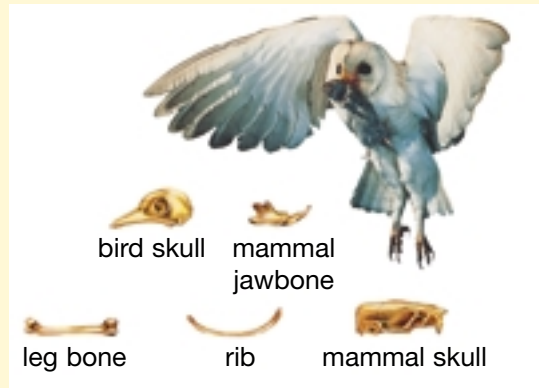 bird skull
mammal
jawbone
leg bone
rib
mammal skull